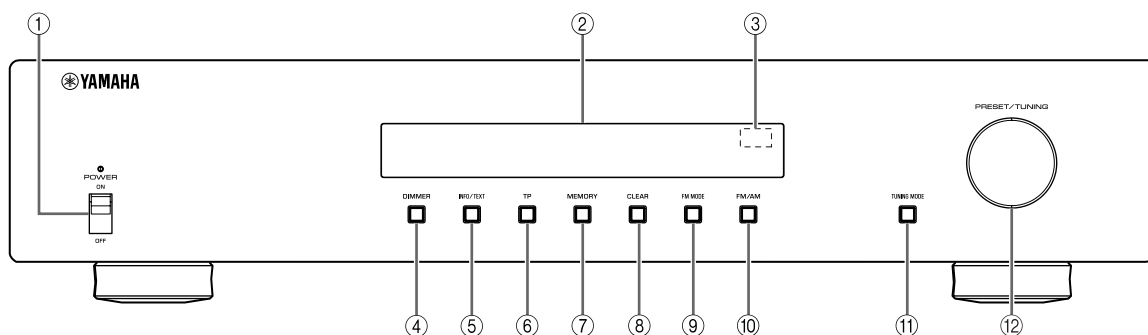 ① ② ③
YAMAHA
PRESET/TUNING
POWER
ON
OFF
DIMMER INFO/TEXT TP MEMORY CLEAR FM MODE FM/AM TUNING MODE
④ ⑤ ⑥ ⑦ ⑧ ⑨ ⑩ ⑪ ⑫